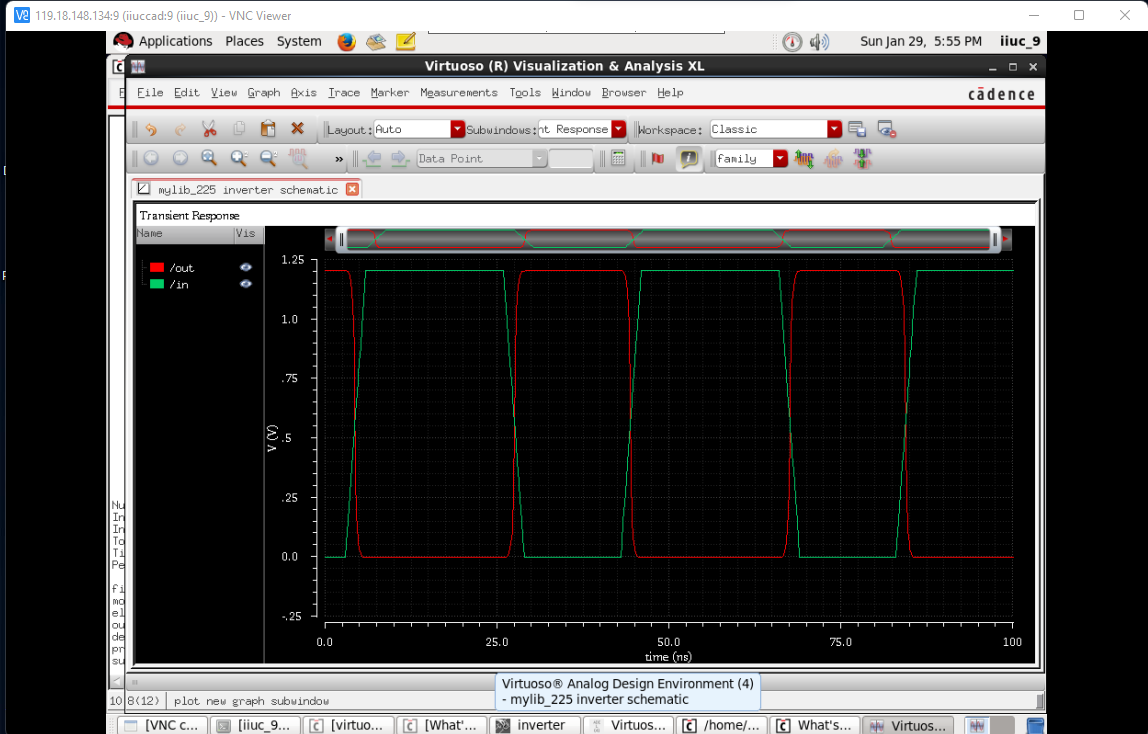 119.18.148.134:9 (iiuccad:9 (iiuc_9)) - VNC Viewer
Applications Places System Sun Jan 29, 5:55 PM iiuc_9
Virtuoso (R) Visualization & Analysis XL
File Edit View Graph Axis Trace Marker Measurements Tools Window Browser Help cādence
Layout: Auto Subwindows: nt Response Workspace: Classic
» Data Point family
mylib_225 inverter schematic
Transient Response
Name Vis
/out
/in
1.25
1.0
.75
.5
.25
0.0
-.25
V (V)
0.0 25.0 50.0 75.0 100
time (ns)
Nu
In
In
To
Ti
Pe
fi
mo
el
ou
de
pr
su
10 8(12) plot new graph subwindow
Virtuoso® Analog Design Environment (4)
- mylib_225 inverter schematic
[VNC c... [iiuc_9... [virtuo... [What'... inverter Virtuos... /home/... What's... Virtuos...